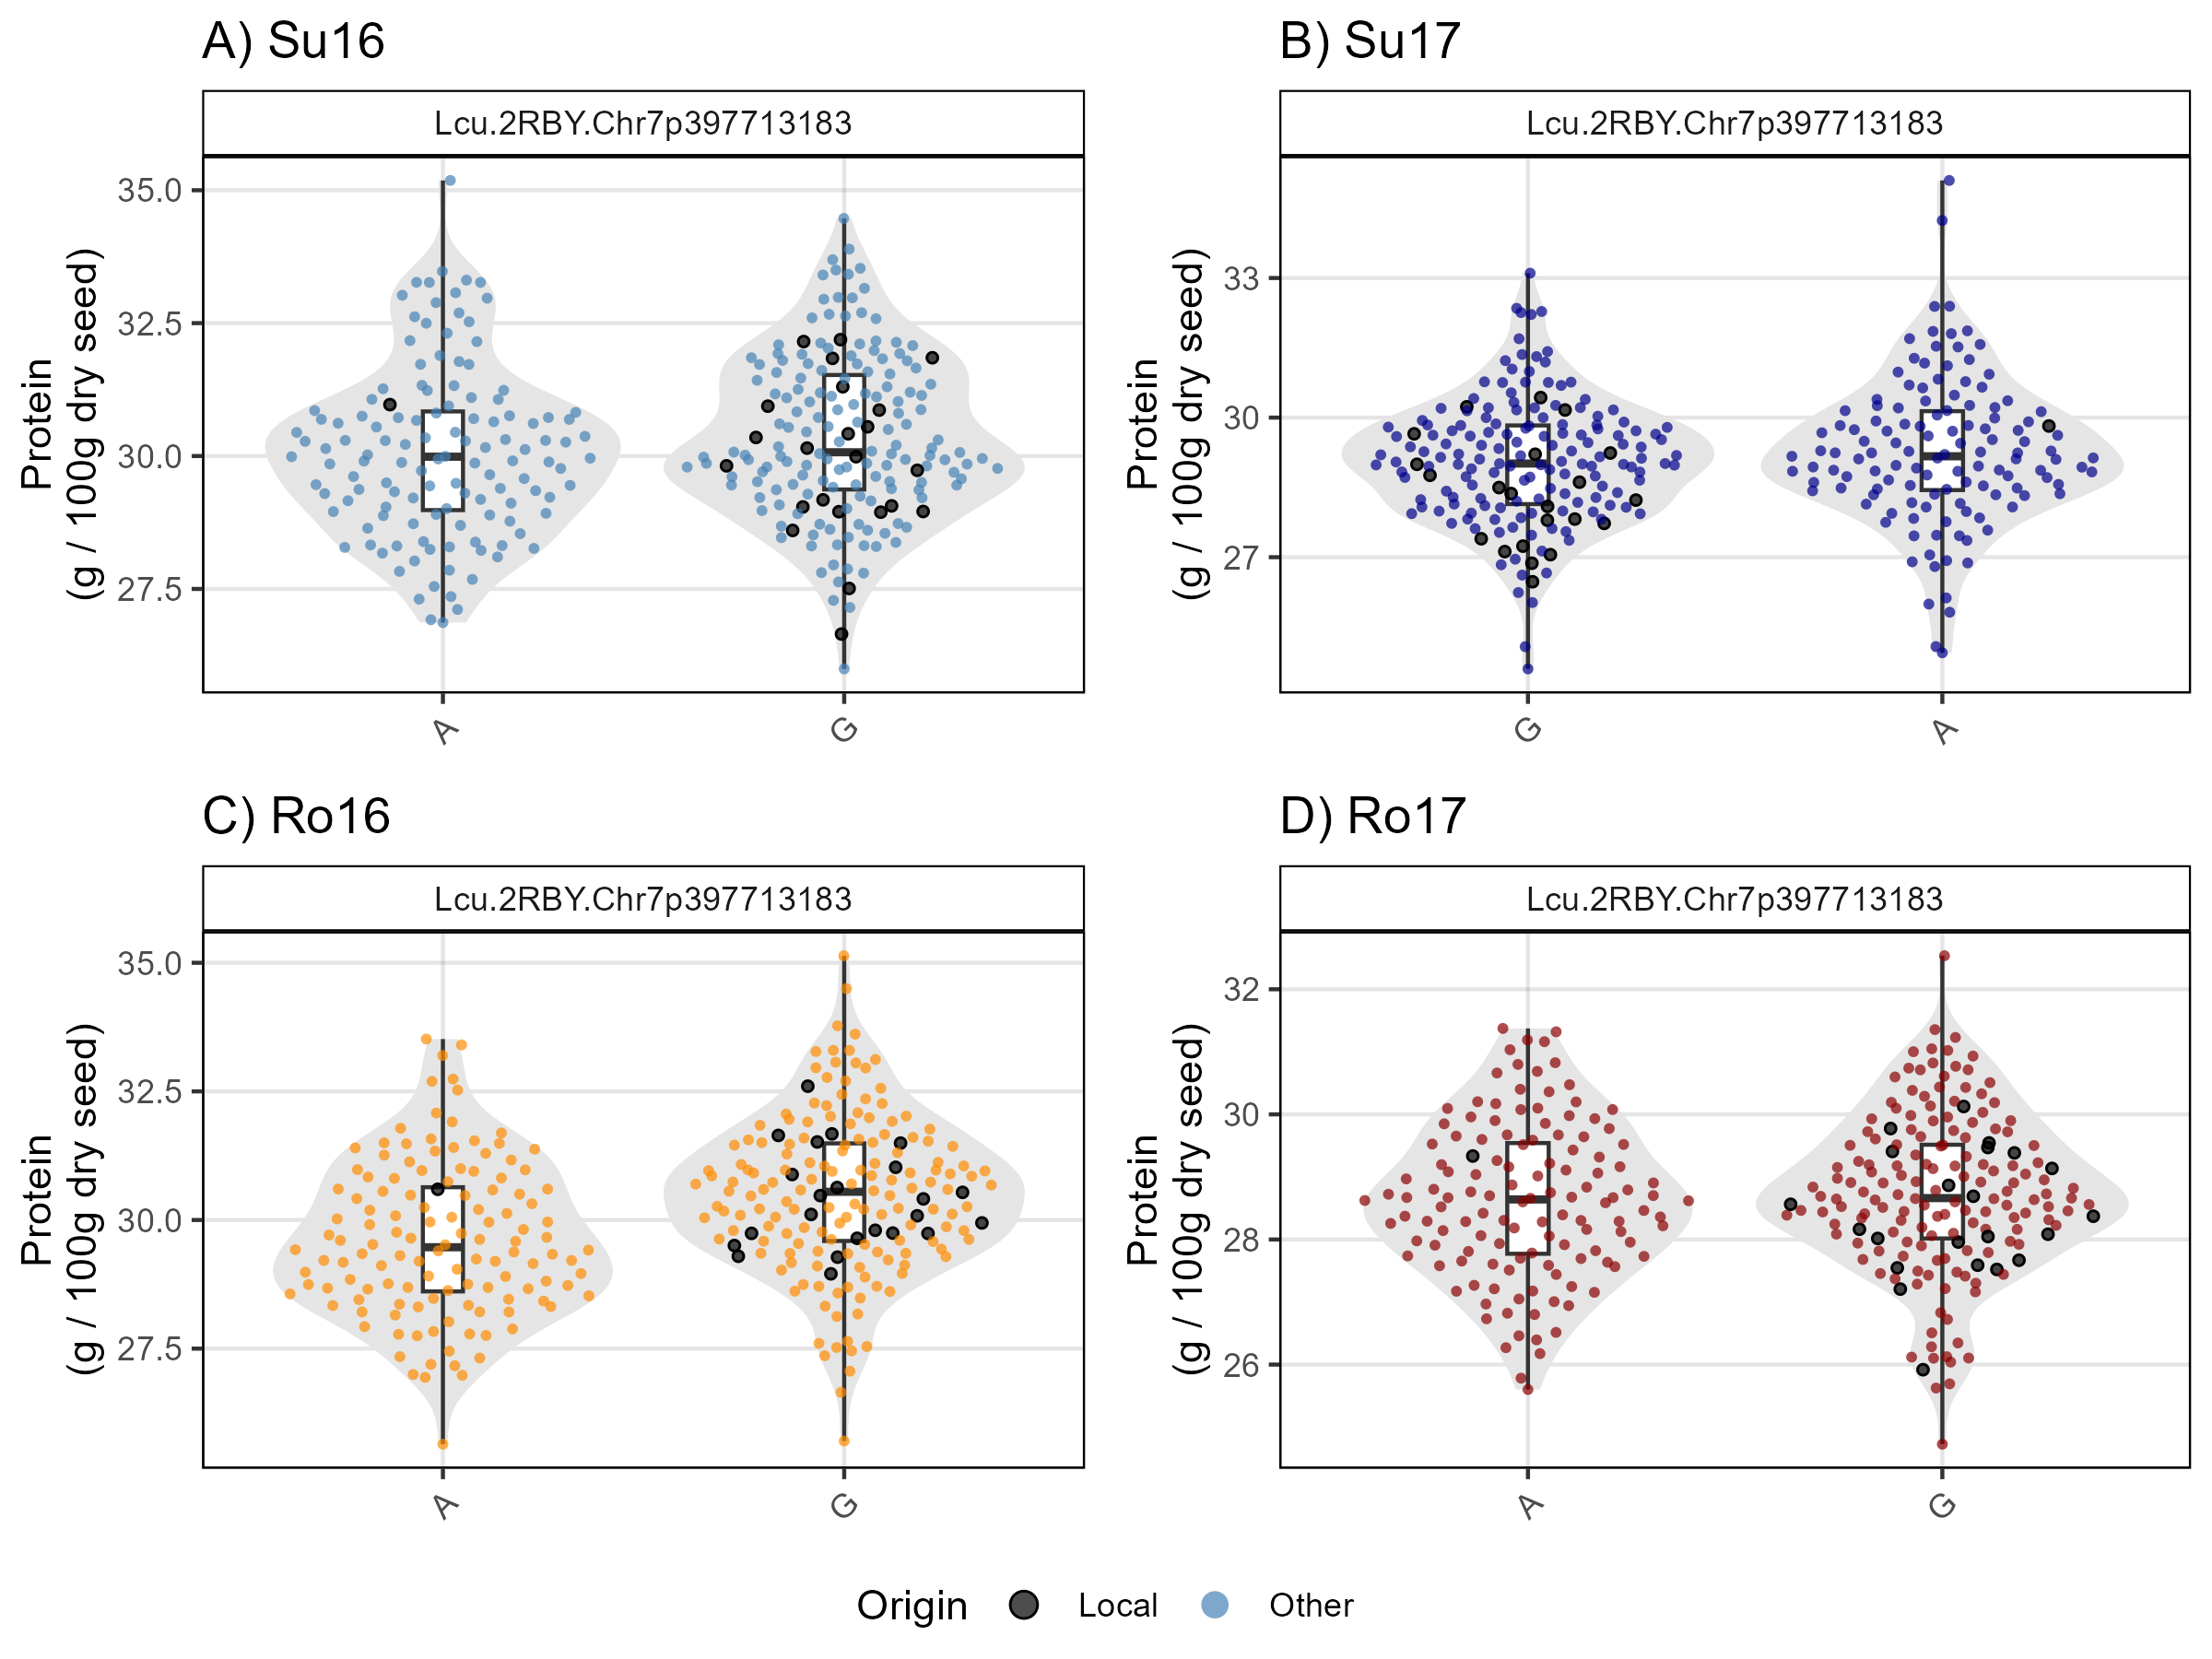 A) Su16
Lcu.2RBY.Chr7p397713183
Protein
(g / 100g dry seed)
35.0
32.5
30.0
27.5
A
G
B) Su17
Lcu.2RBY.Chr7p397713183
Protein
(g / 100g dry seed)
33
30
27
G
A
C) Ro16
Lcu.2RBY.Chr7p397713183
Protein
(g / 100g dry seed)
35.0
32.5
30.0
27.5
A
G
D) Ro17
Lcu.2RBY.Chr7p397713183
Protein
(g / 100g dry seed)
32
30
28
26
A
G
Origin Local Other